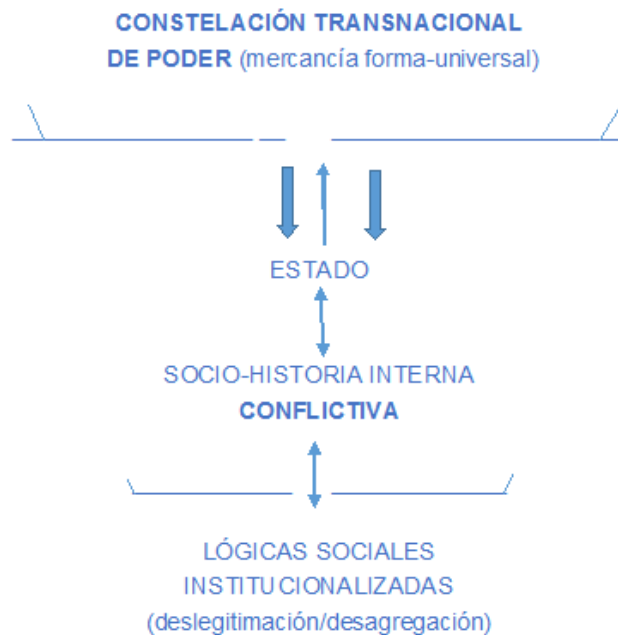 CONSTELACIÓN TRANSNACIONAL
DE PODER (mercancía forma-universal)
ESTADO
SOCIO-HISTORIA INTERNA
CONFLICTIVA
LÓGICAS SOCIALES
INSTITUCIONALIZADAS
(deslegitimación/desagregación)